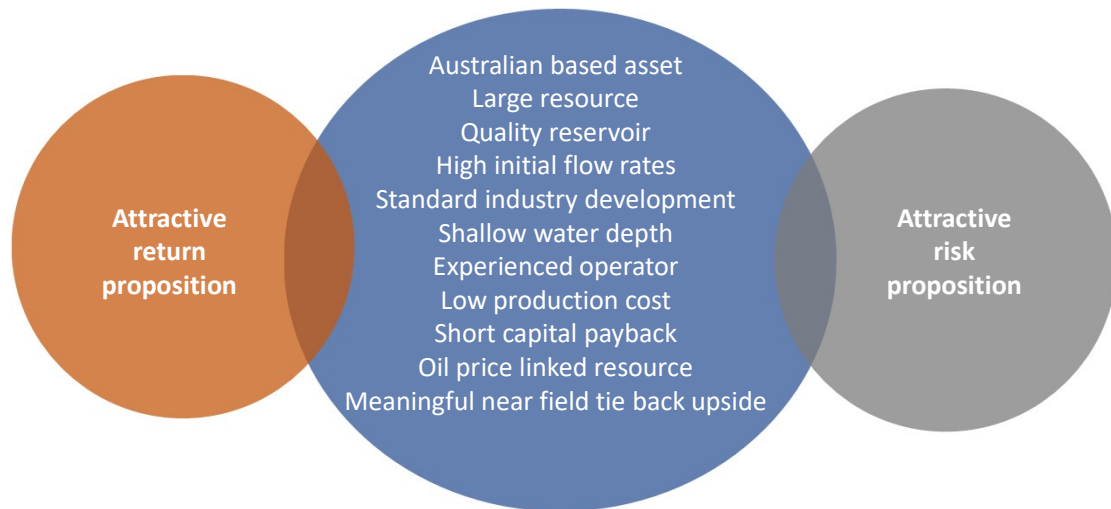 Attractive
return
proposition
Australian based asset
Large resource
Quality reservoir
High initial flow rates
Standard industry development
Shallow water depth
Experienced operator
Low production cost
Short capital payback
Oil price linked resource
Meaningful near field tie back upside
Attractive
risk
proposition